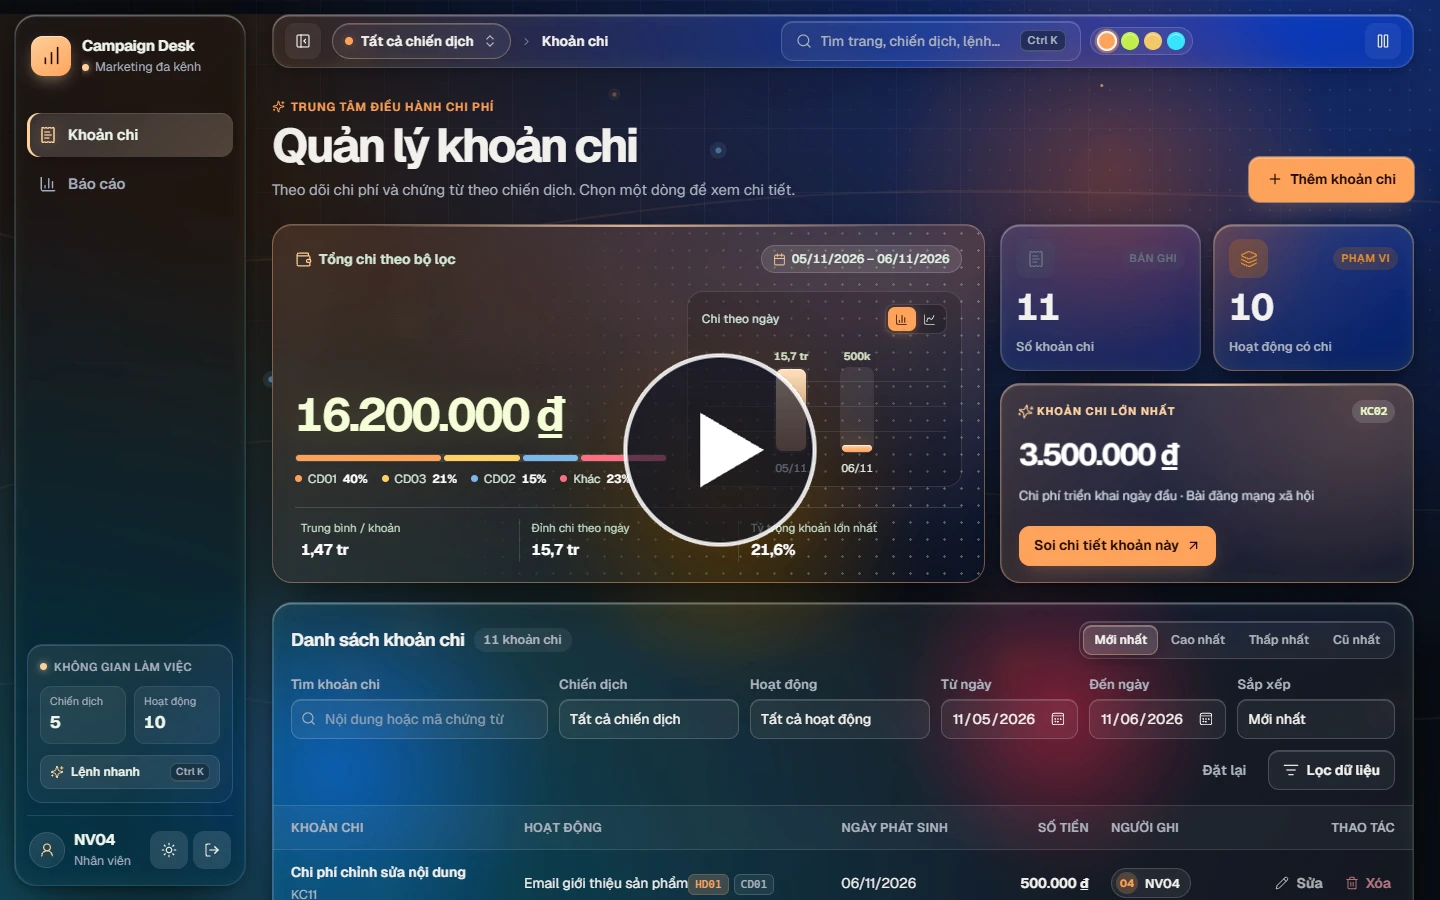 Campaign Desk
Marketing đa kênh
Khoản chi
Báo cáo
KHÔNG GIAN LÀM VIỆC
Chiến dịch
5
Hoạt động
10
Lệnh nhanh Ctrl K
NV04
Nhân viên
Tất cả chiến dịch
Khoản chi
Tìm trang, chiến dịch, lệnh... Ctrl K
TRUNG TÂM ĐIỀU HÀNH CHI PHÍ
Quản lý khoản chi
Theo dõi chi phí và chứng từ theo chiến dịch. Chọn một dòng để xem chi tiết.
Thêm khoản chi
Tổng chi theo bộ lọc
05/11/2026 – 06/11/2026
Chi theo ngày
15,7 tr 500k
05/11 06/11
16.200.000 ₫
CD01 40% CD03 21% CD02 15% Khác 23%
Trung bình / khoản
1,47 tr
Đỉnh chi theo ngày
15,7 tr
Tỷ trọng khoản lớn nhất
21,6%
BẢN GHI
11
Số khoản chi
PHẠM VI
10
Hoạt động có chi
KHOẢN CHI LỚN NHẤT KC02
3.500.000 ₫
Chi phí triển khai ngày đầu · Bài đăng mạng xã hội
Soi chi tiết khoản này
Danh sách khoản chi 11 khoản chi
Mới nhất Cao nhất Thấp nhất Cũ nhất
Tìm khoản chi Chiến dịch Hoạt động Từ ngày Đến ngày Sắp xếp
Nội dung hoặc mã chứng từ Tất cả chiến dịch Tất cả hoạt động 11/05/2026 11/06/2026 Mới nhất
Đặt lại Lọc dữ liệu
KHOẢN CHI HOẠT ĐỘNG NGÀY PHÁT SINH SỐ TIỀN NGƯỜI GHI THAO TÁC
Chi phí chỉnh sửa nội dung
KC11
Email giới thiệu sản phẩm HD01 CD01 06/11/2026 500.000 ₫ 04 NV04 Sửa Xóa